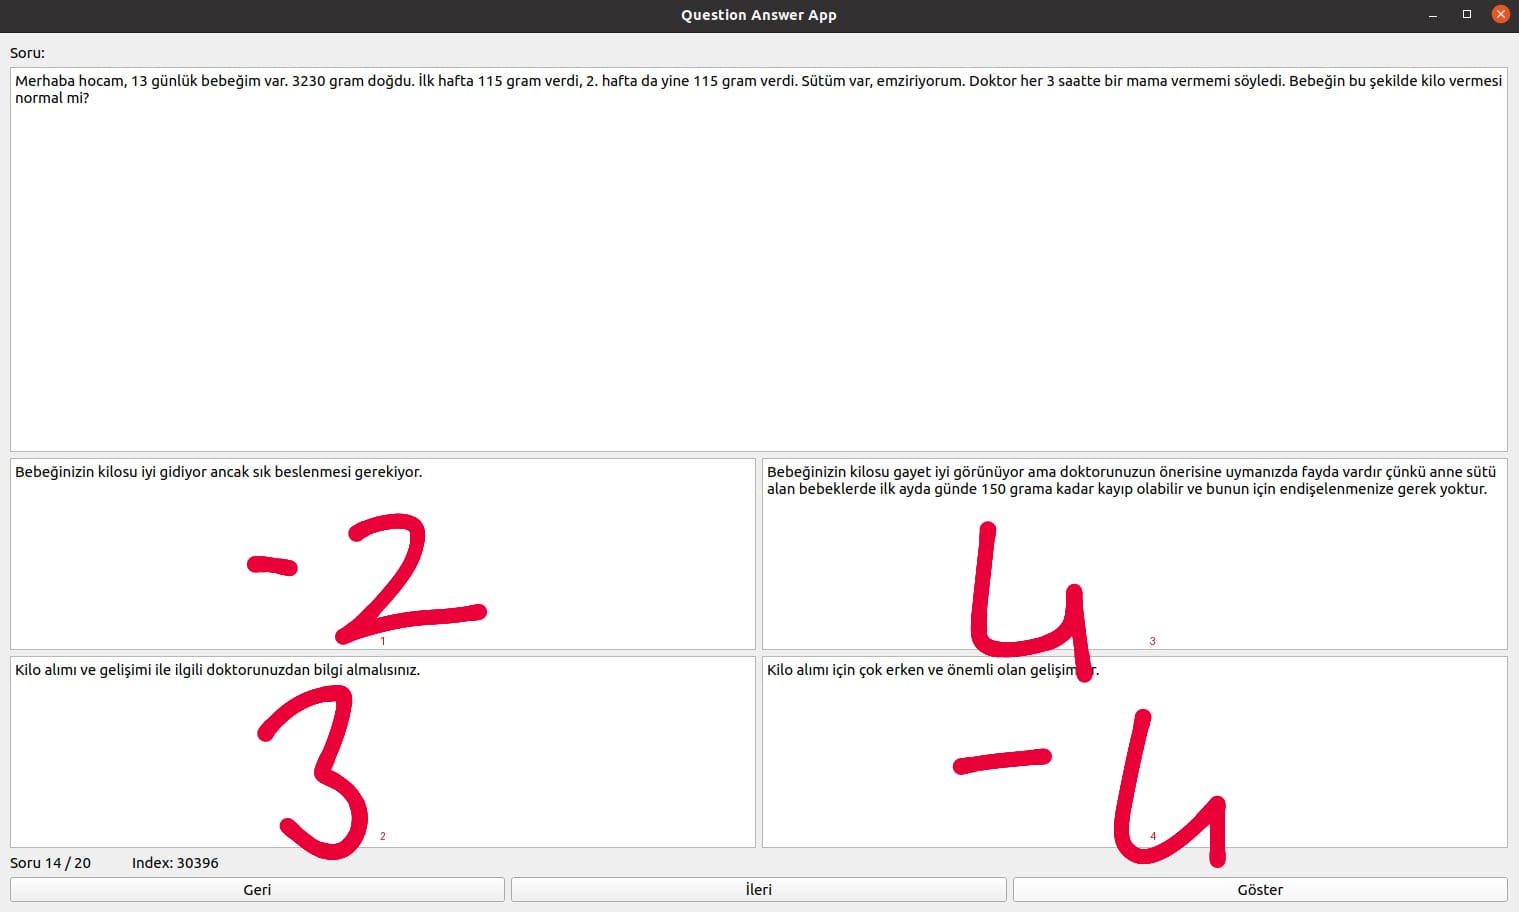 Question Answer App
Soru:
Merhaba hocam, 13 günlük bebeğim var. 3230 gram doğdu. İlk hafta 115 gram verdi, 2. hafta da yine 115 gram verdi. Sütüm var, emziriyorum. Doktor her 3 saatte bir mama vermemi söyledi. Bebeğin bu şekilde kilo vermesi
normal mi?
Bebeğinizin kilosu iyi gidiyor ancak sık beslenmesi gerekiyor.
-2
1
Bebeğinizin kilosu gayet iyi görünüyor ama doktorunuzun önerisine uymanızda fayda vardır çünkü anne sütü
alan bebeklerde ilk ayda günde 150 grama kadar kayıp olabilir ve bunun için endişelenmenize gerek yoktur.
4
3
Kilo alımı ve gelişimi ile ilgili doktorunuzdan bilgi almalısınız.
3
2
Kilo alımı için çok erken ve önemli olan
-4
4
Soru 14 / 20 Index: 30396
Geri İleri Göster